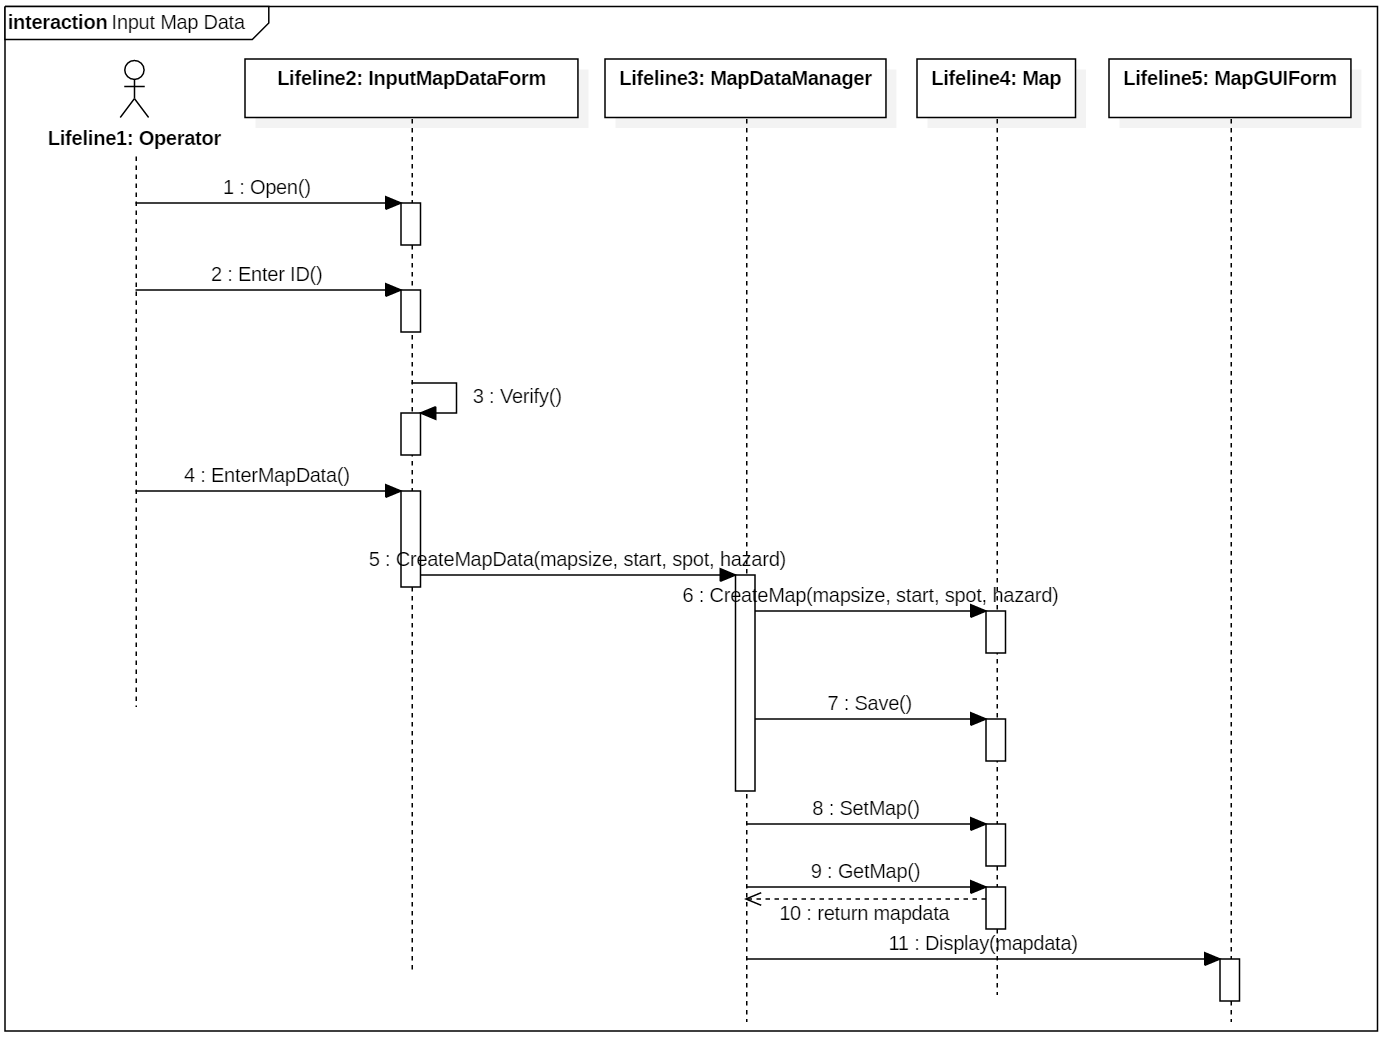 interaction Input Map Data
Lifeline1: Operator
Lifeline2: InputMapDataForm
Lifeline3: MapDataManager
Lifeline4: Map
Lifeline5: MapGUIForm
1 : Open()
2 : Enter ID()
3 : Verify()
4 : EnterMapData()
5 : CreateMapData(mapsize, start, spot, hazard)
6 : CreateMap(mapsize, start, spot, hazard)
7 : Save()
8 : SetMap()
9 : GetMap()
10 : return mapdata
11 : Display(mapdata)